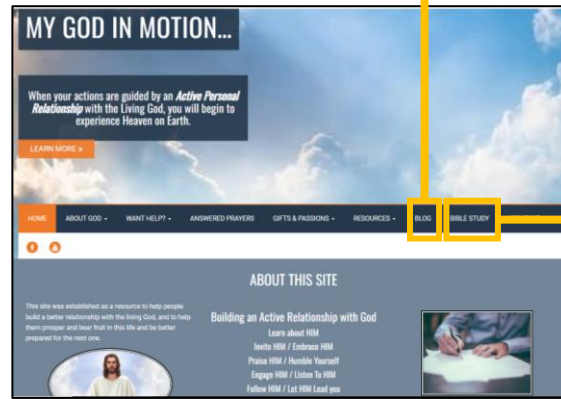 MY GOD IN MOTION...
When your actions are guided by an Active Personal
Relationship with the Living God, you will begin to
experience Heaven on Earth.
LEARN MORE »
HOME ABOUT GOD WANT HELP? ANSWERED PRAYERS GIFTS & PASSIONS RESOURCES BLOG BIBLE STUDY
ABOUT THIS SITE
This site was established as a resource to help people
build a better relationship with the living God, and to help
them prosper and bear fruit in this life and be better
prepared for the next one.
Building an Active Relationship with God
Learn about HIM
Invite HIM / Embrace HIM
Praise HIM / Humble Yourself
Engage HIM / Listen To HIM
Follow HIM / Let HIM Lead you